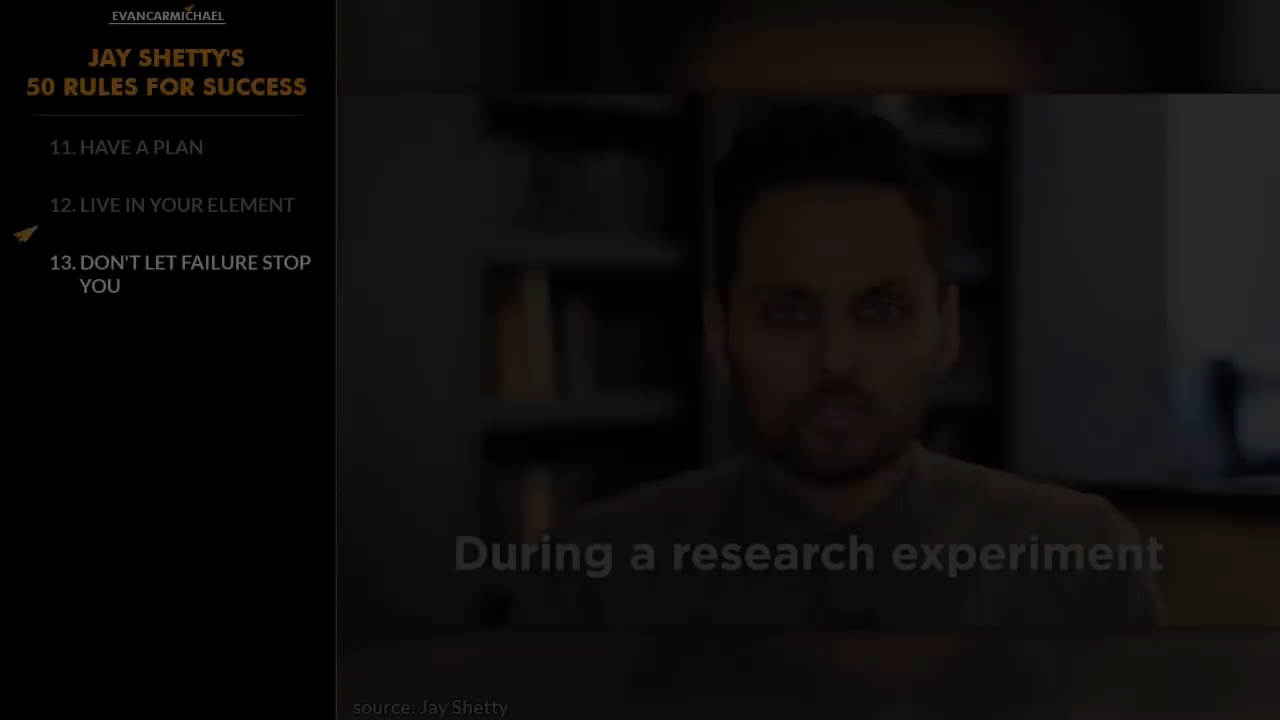 EVANCARMICHAEL
JAY SHETTY'S
50 RULES FOR SUCCESS
11. HAVE A PLAN
12. LIVE IN YOUR ELEMENT
13. DON'T LET FAILURE STOP
YOU
During a research experiment
source: Jay Shetty